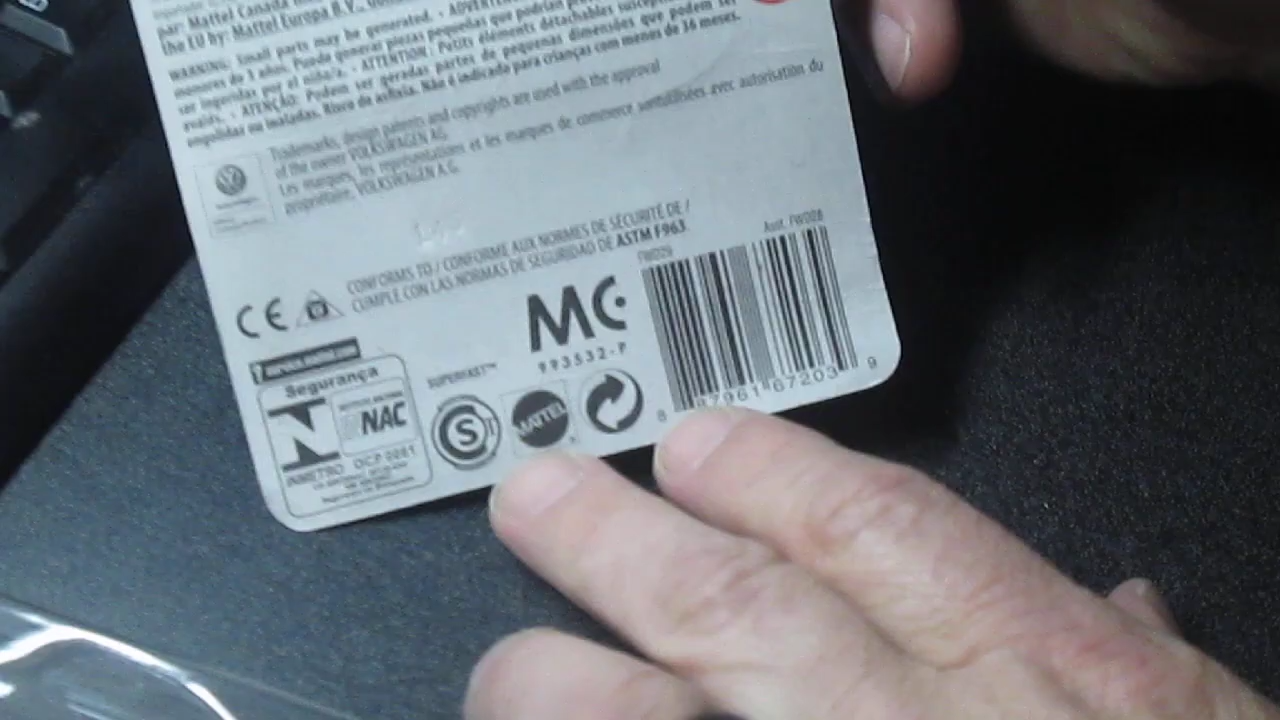 par: Mattel Canada
the EU by: Mattel Europa B.V.,
WARNING: Small parts may be generated. • ADVERTEN
menores de 3 años. Puede generar piezas pequeñas que podrían
ser ingeridas por el niño/a. • ATTENTION: Petits éléments détachables
avalés. • ATENÇÃO: Podem ser geradas partes de pequenas dimensões que podem ser
engolidas ou inaladas. Risco de asfixia. Não é indicado para crianças com menos de 36 meses.
Trademarks, design patents and copyrights are used with the approval
of the owner VOLKSWAGEN AG.
Les marques, les représentations et les marques de commerce sont utilisées avec autorisation du
propriétaire, VOLKSWAGEN A.G.
CONFORMS TO / CONFORME AUX NORMES DE SÉCURITÉ DE /
CUMPLE CON LAS NORMAS DE SEGURIDAD DE ASTM F963.
CE
MC
993532-P
FWD29
Asst. FWD28
8 87961 67203 9
Segurança
NAC
INMETRO OCP 0061
SUPERFAST™
S
MATTEL